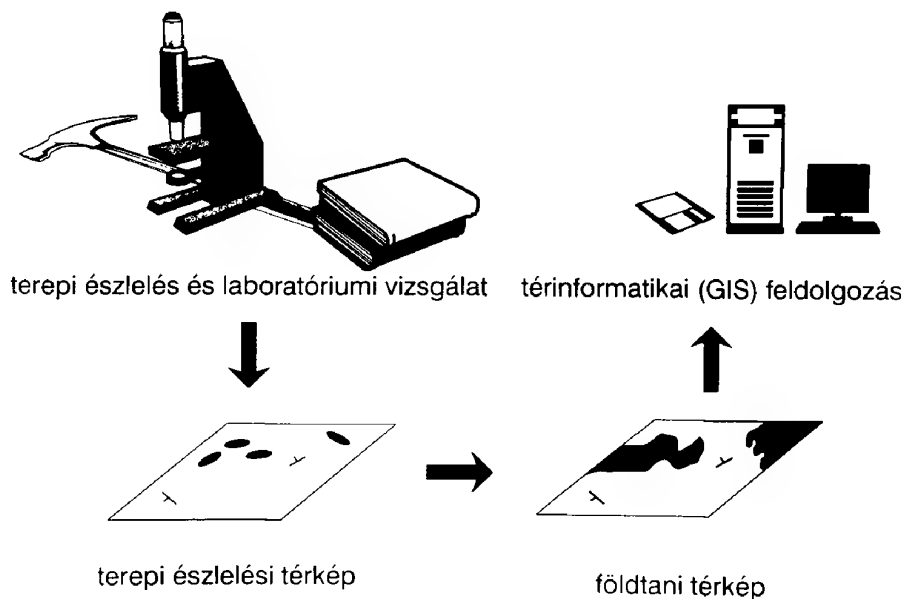 terepi észlelés és laboratóriumi vizsgálat
térinformatikai (GIS) feldolgozás
terepi észlelési térkép
földtani térkép